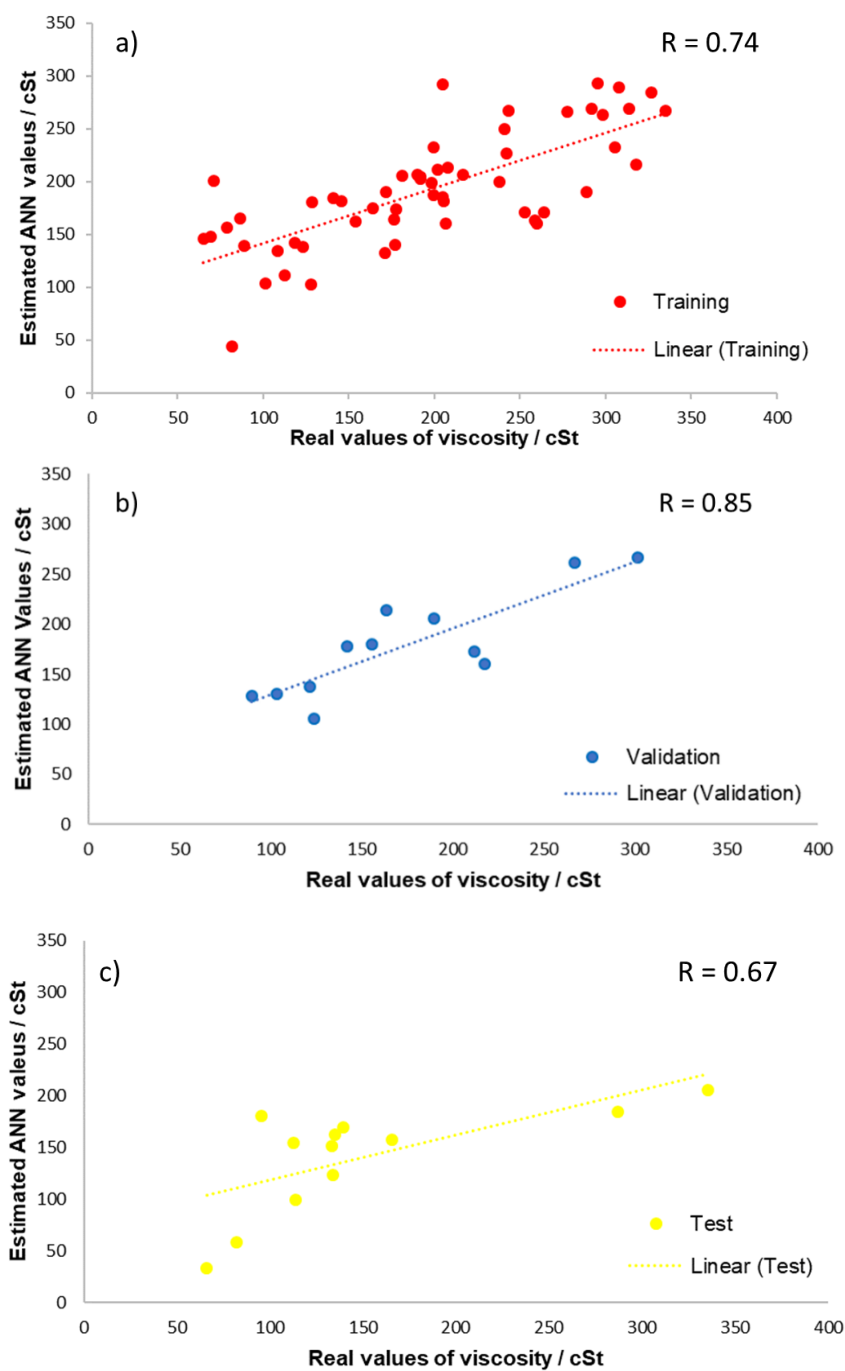 a)
R = 0.74
Estimated ANN valeus / cSt
350
300
250
200
150
100
50
0
Training
Linear (Training)
0 50 100 150 200 250 300 350 400
Real values of viscosity / cSt
b)
R = 0.85
Estimated ANN Values / cSt
350
300
250
200
150
100
50
0
Validation
Linear (Validation)
0 50 100 150 200 250 300 350 400
Real values of viscosity / cSt
c)
R = 0.67
Estimated ANN valeus / cSt
350
300
250
200
150
100
50
0
Test
Linear (Test)
0 50 100 150 200 250 300 350 400
Real values of viscosity / cSt